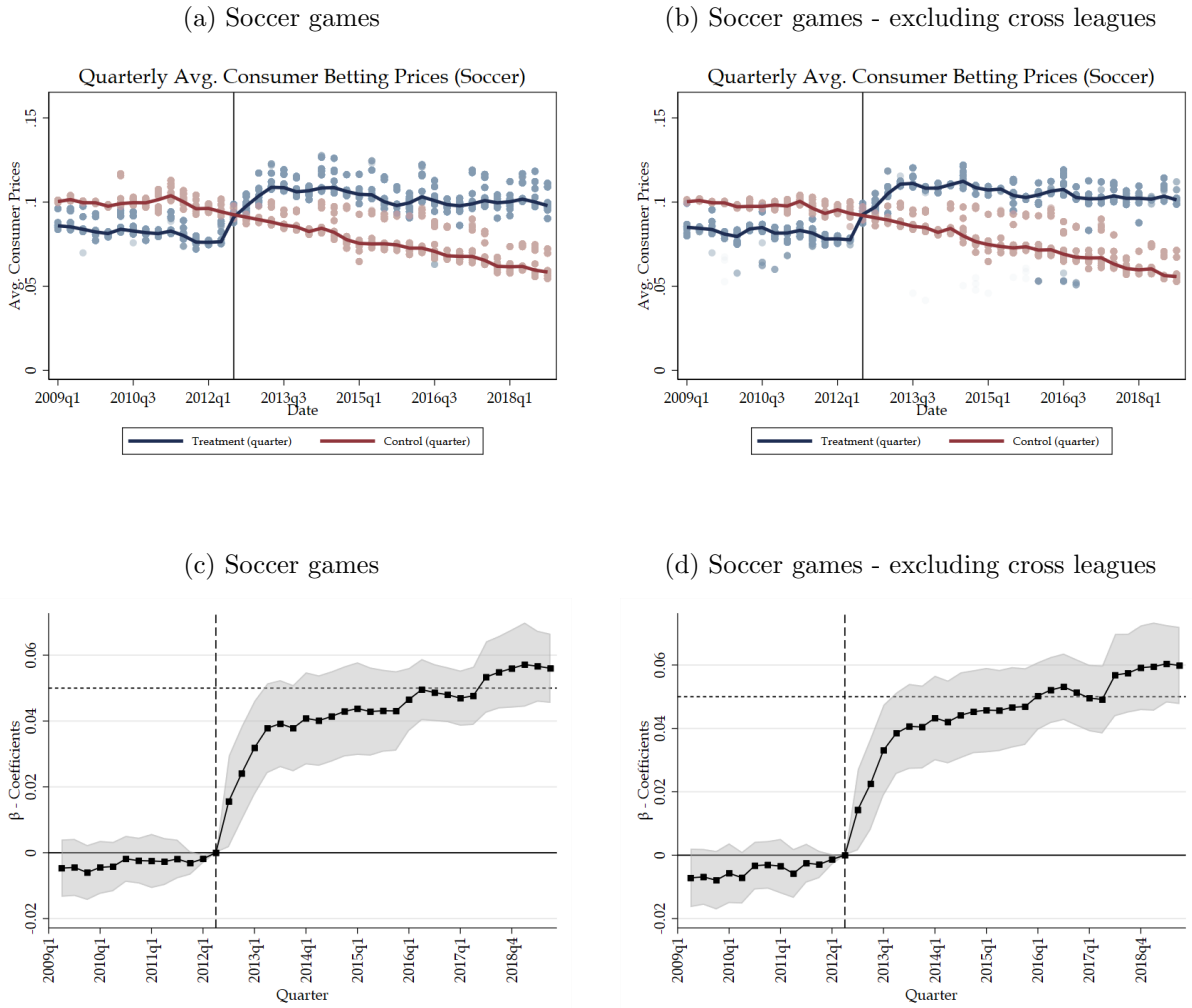 (a) Soccer games
(b) Soccer games - excluding cross leagues
Quarterly Avg. Consumer Betting Prices (Soccer)
Avg. Consumer Prices
.15
.1
.05
0
2009q1 2010q3 2012q1 2013q3 2015q1 2016q3 2018q1
Date
Treatment (quarter) Control (quarter)
Quarterly Avg. Consumer Betting Prices (Soccer)
Avg. Consumer Prices
.15
.1
.05
0
2009q1 2010q3 2012q1 2013q3 2015q1 2016q3 2018q1
Date
Treatment (quarter) Control (quarter)
(c) Soccer games
(d) Soccer games - excluding cross leagues
β - Coefficients
0.06
0.04
0.02
0
-0.02
2009q1 2010q1 2011q1 2012q1 2013q1 2014q1 2015q1 2016q1 2017q1 2018q4
Quarter
β - Coefficients
0.06
0.04
0.02
0
-0.02
2009q1 2010q1 2011q1 2012q1 2013q1 2014q1 2015q1 2016q1 2017q1 2018q4
Quarter